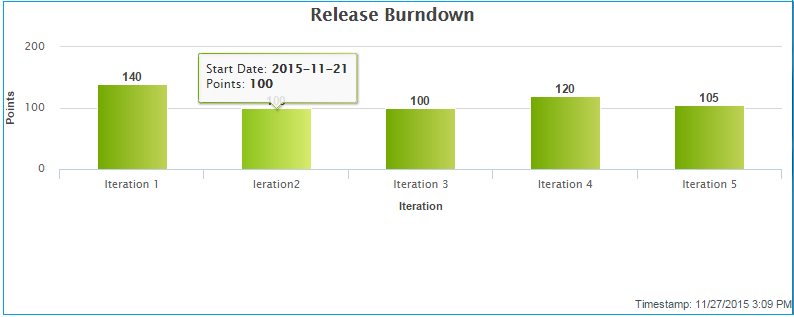 Release Burndown
200
Start Date: 2015-11-21
Points: 100
140
100
100
120
105
Points
100
0
Iteration 1
Ieration2
Iteration 3
Iteration 4
Iteration 5
Iteration
Timestamp: 11/27/2015 3:09 PM